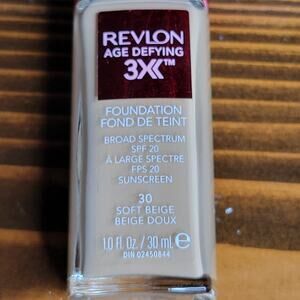 REVLON
AGE DEFYING
3X™
FOUNDATION
FOND DE TEINT
BROAD SPECTRUM
SPF 20
À LARGE SPECTRE
FPS 20
SUNSCREEN
30
SOFT BEIGE
BEIGE DOUX
1.0 fl. Oz. / 30 ml. ℮
DIN 02450844